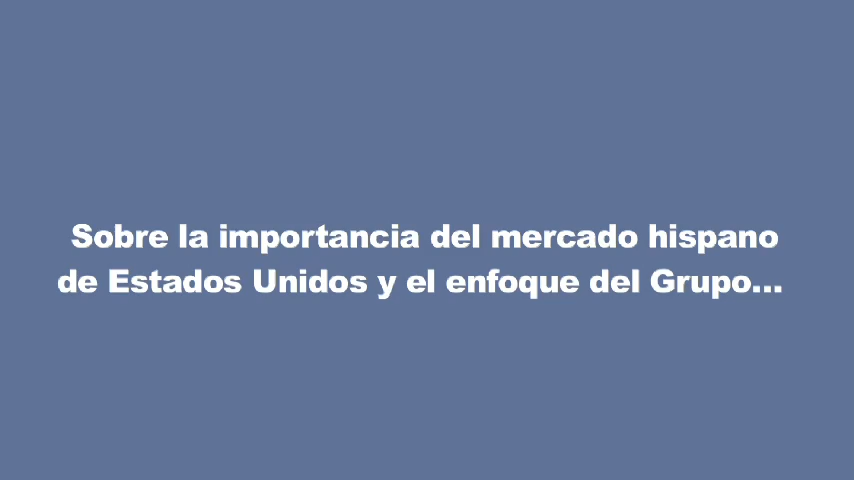 Sobre la importancia del mercado hispano
de Estados Unidos y el enfoque del Grupo...